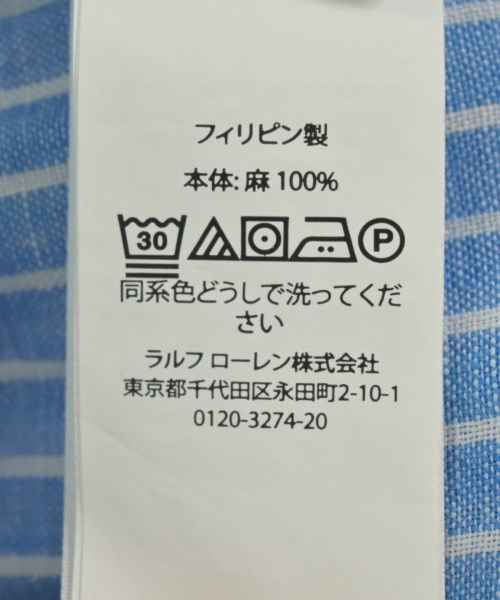 フィリピン製
本体: 麻 100%
30 P
同系色どうしで洗ってくだ
さい
ラルフ ローレン株式会社
東京都千代田区永田町2-10-1
0120-3274-20